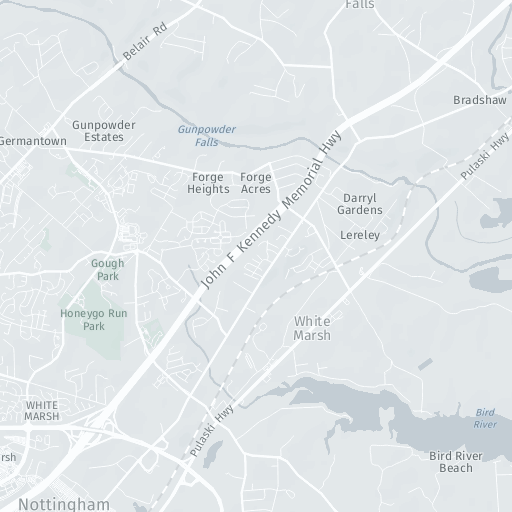 Falls
Belair Rd
Bradshaw
Gunpowder
Estates
Gunpowder
Falls
Germantown
John F Kennedy Memorial Hwy
Pulaski Hwy
Forge
Heights
Forge
Acres
Darryl
Gardens
Lereley
Gough
Park
Honeygo Run
Park
White
Marsh
WHITE
MARSH
Pulaski Hwy
Bird
River
rsh
Bird River
Beach
Nottingham